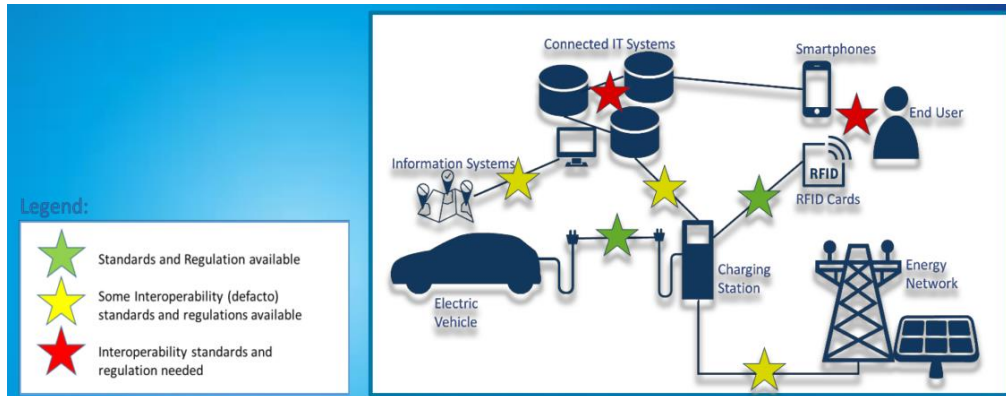 Connected IT Systems
Smartphones
End User
Information Systems
RFID
RFID Cards
Legend:
Standards and Regulation available
Some Interoperability (defacto)
standards and regulations available
Interoperability standards and
regulation needed
Electric
Vehicle
Charging
Station
Energy
Network